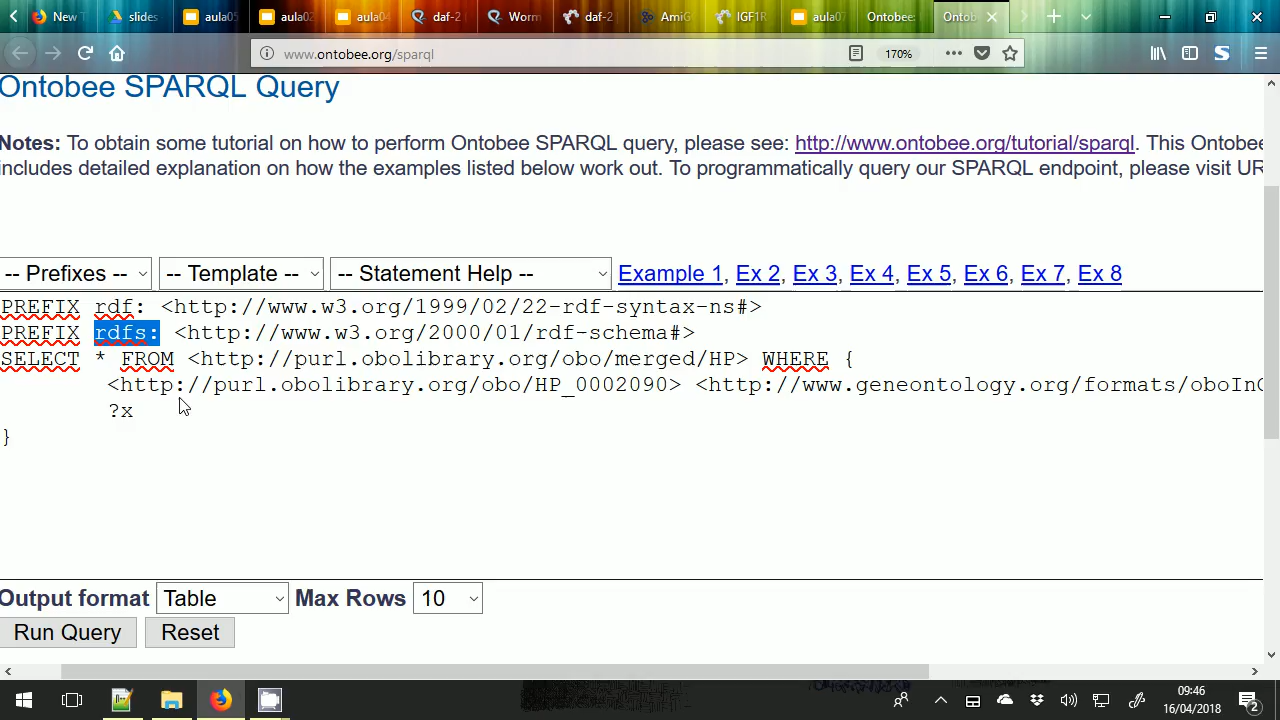 New T
slides
aula05
aula02
aula04
daf-2
Worm
daf-2
AmiG
IGF1R
aula07
Ontobee:
Ontob
www.ontobee.org/sparql
170%
Ontobee SPARQL Query
Notes: To obtain some tutorial on how to perform Ontobee SPARQL query, please see: http://www.ontobee.org/tutorial/sparql. This Ontobe
includes detailed explanation on how the examples listed below work out. To programmatically query our SPARQL endpoint, please visit UR
-- Prefixes -- -- Template -- -- Statement Help -- Example 1, Ex 2, Ex 3, Ex 4, Ex 5, Ex 6, Ex 7, Ex 8
PREFIX rdf: <http://www.w3.org/1999/02/22-rdf-syntax-ns#>
PREFIX rdfs: <http://www.w3.org/2000/01/rdf-schema#>
SELECT * FROM <http://purl.obolibrary.org/obo/merged/HP> WHERE {
<http://purl.obolibrary.org/obo/HP_0002090> <http://www.geneontology.org/formats/oboInO
?x
}
Output format Table Max Rows 10
Run Query Reset
09:46
16/04/2018
2